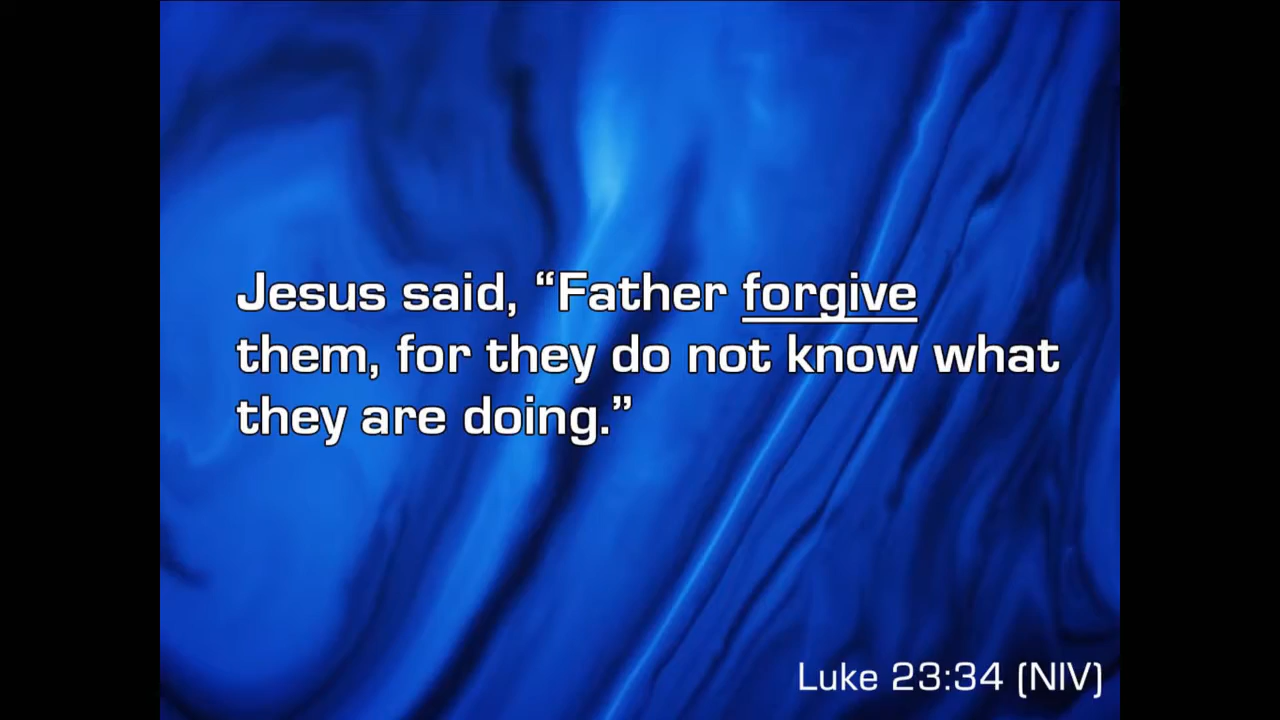 Jesus said, “Father forgive
them, for they do not know what
they are doing.”
Luke 23:34 (NIV)